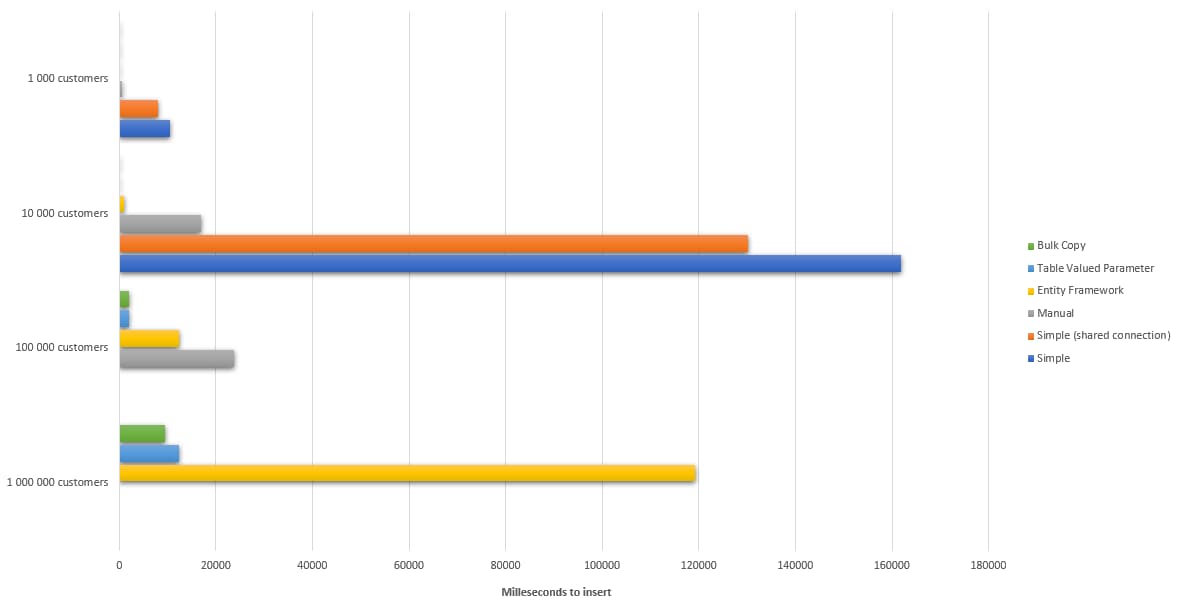 1 000 customers
10 000 customers
100 000 customers
1 000 000 customers
0 20000 40000 60000 80000 100000 120000 140000 160000 180000
Milleseconds to insert
Bulk Copy
Table Valued Parameter
Entity Framework
Manual
Simple (shared connection)
Simple